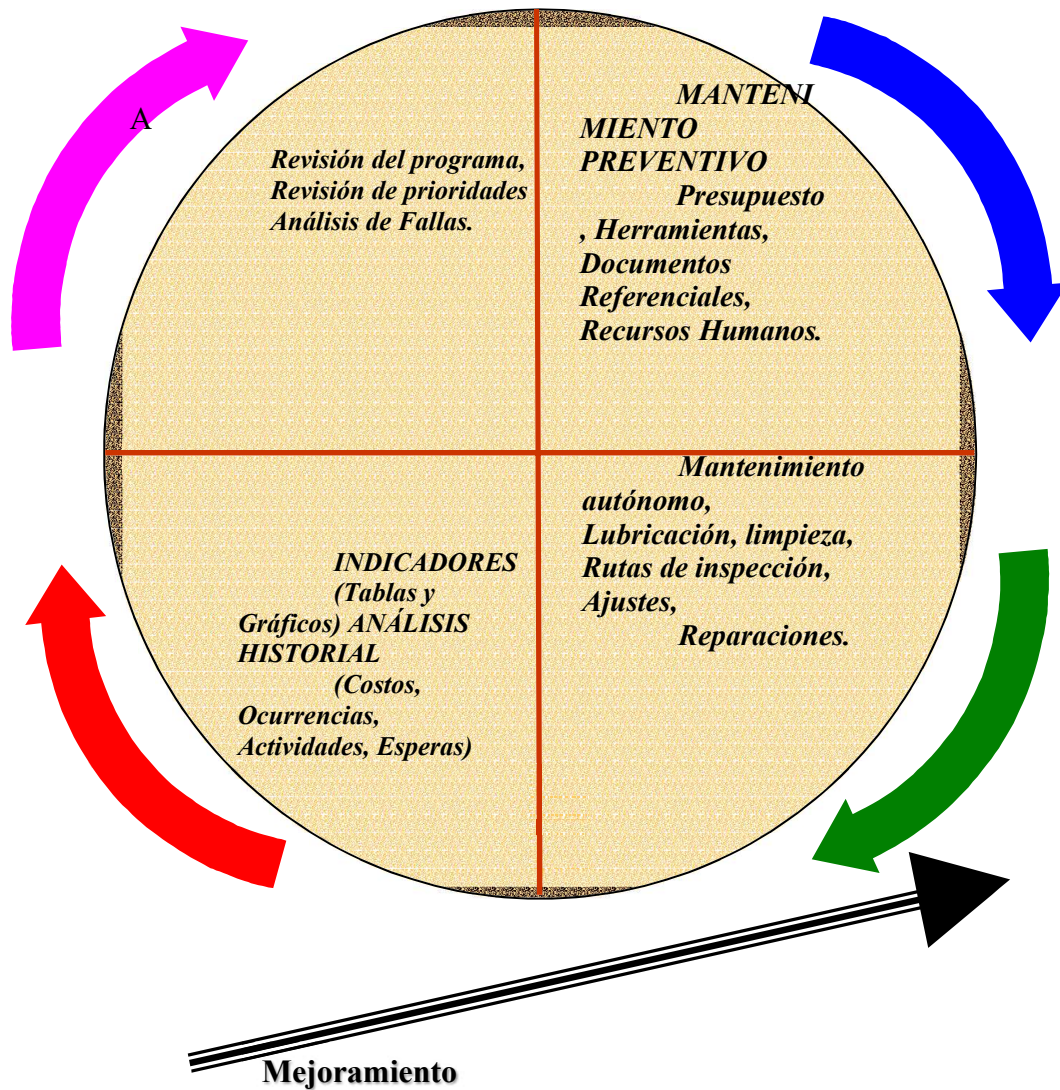 A
Revisión del programa,
Revisión de prioridades
Análisis de Fallas.
MANTENI
MIENTO
PREVENTIVO
Presupuesto
, Herramientas,
Documentos
Referenciales,
Recursos Humanos.
INDICADORES
(Tablas y
Gráficos) ANÁLISIS
HISTORIAL
(Costos,
Ocurrencias,
Actividades, Esperas)
Mantenimiento
autónomo,
Lubricación, limpieza,
Rutas de inspección,
Ajustes,
Reparaciones.
Mejoramiento